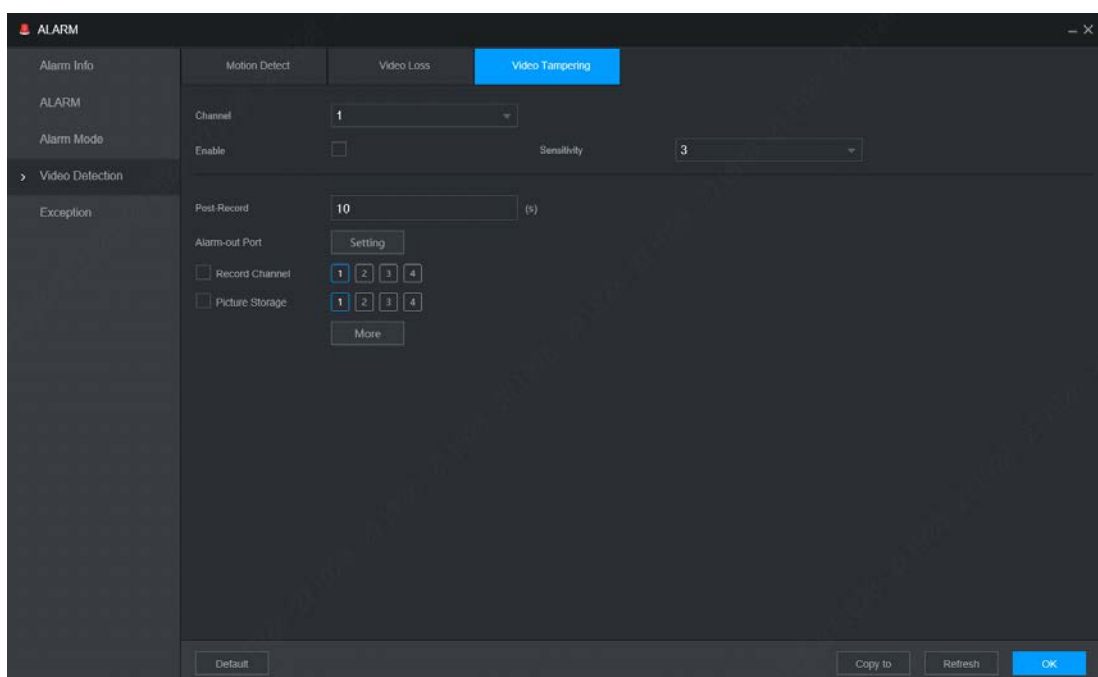 ALARM
Alarm Info
ALARM
Alarm Mode
Video Detection
Exception
Motion Detect Video Loss Video Tampering
Channel 1
Enable Sensitivity 3
Post-Record 10 (s)
Alarm-out Port Setting
Record Channel 1 2 3 4
Picture Storage 1 2 3 4
More
Default Copy to Refresh OK